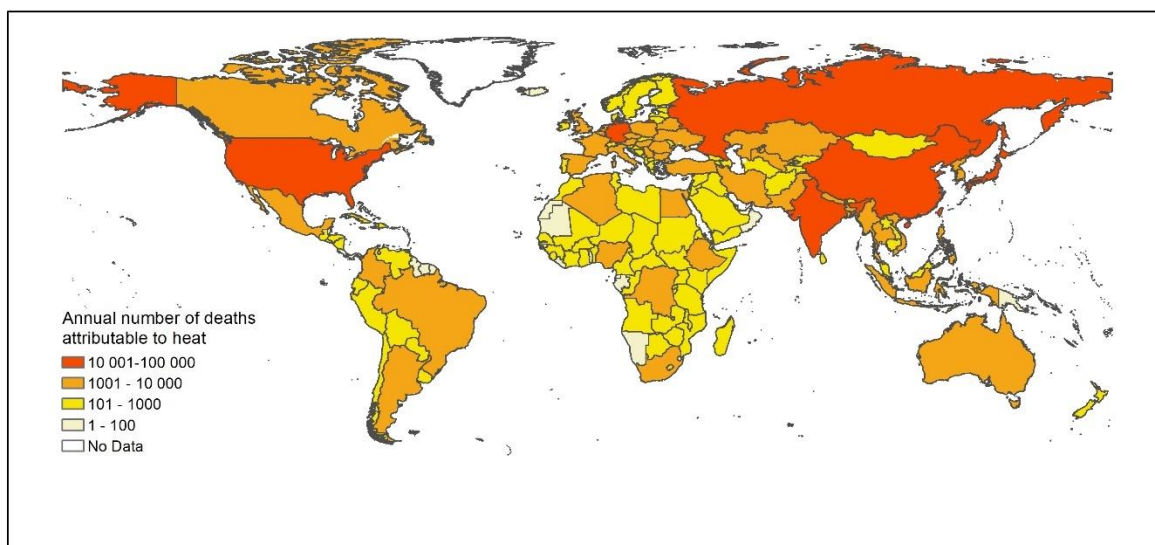 Annual number of deaths
attributable to heat
10 001-100 000
1001 - 10 000
101 - 1000
1 - 100
No Data